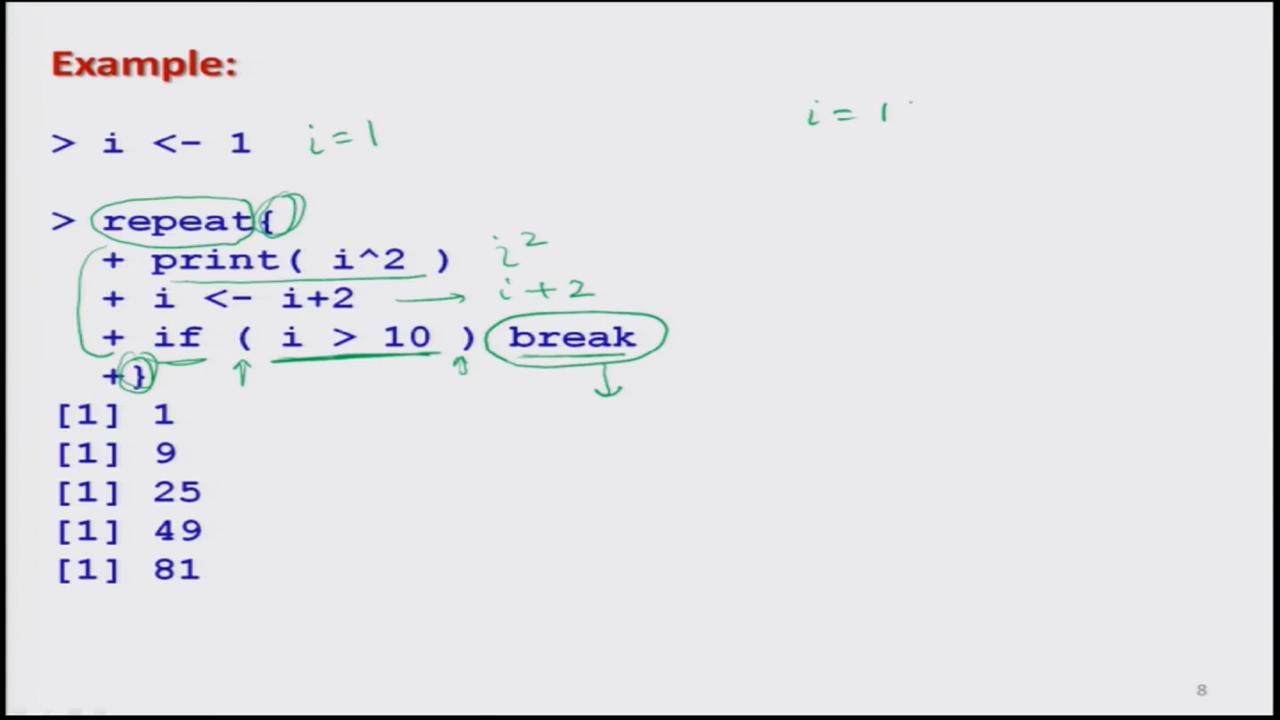 Example:
i = 1
> i <- 1 i = 1
> repeat{
+ print( i^2 ) i²
+ i <- i+2 → i + 2
+ if ( i > 10 ) break
+}
[1] 1
[1] 9
[1] 25
[1] 49
[1] 81
8